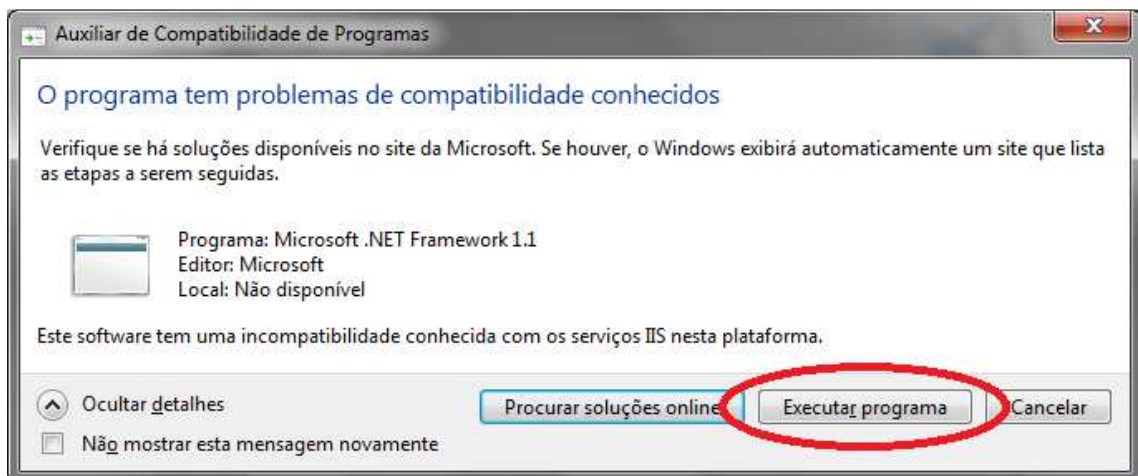 Auxiliar de Compatibilidade de Programas
O programa tem problemas de compatibilidade conhecidos
Verifique se há soluções disponíveis no site da Microsoft. Se houver, o Windows exibirá automaticamente um site que lista
as etapas a serem seguidas.
Programa: Microsoft .NET Framework 1.1
Editor: Microsoft
Local: Não disponível
Este software tem uma incompatibilidade conhecida com os serviços IIS nesta plataforma.
Ocultar detalhes
Procurar soluções online
Executar programa
Cancelar
Não mostrar esta mensagem novamente